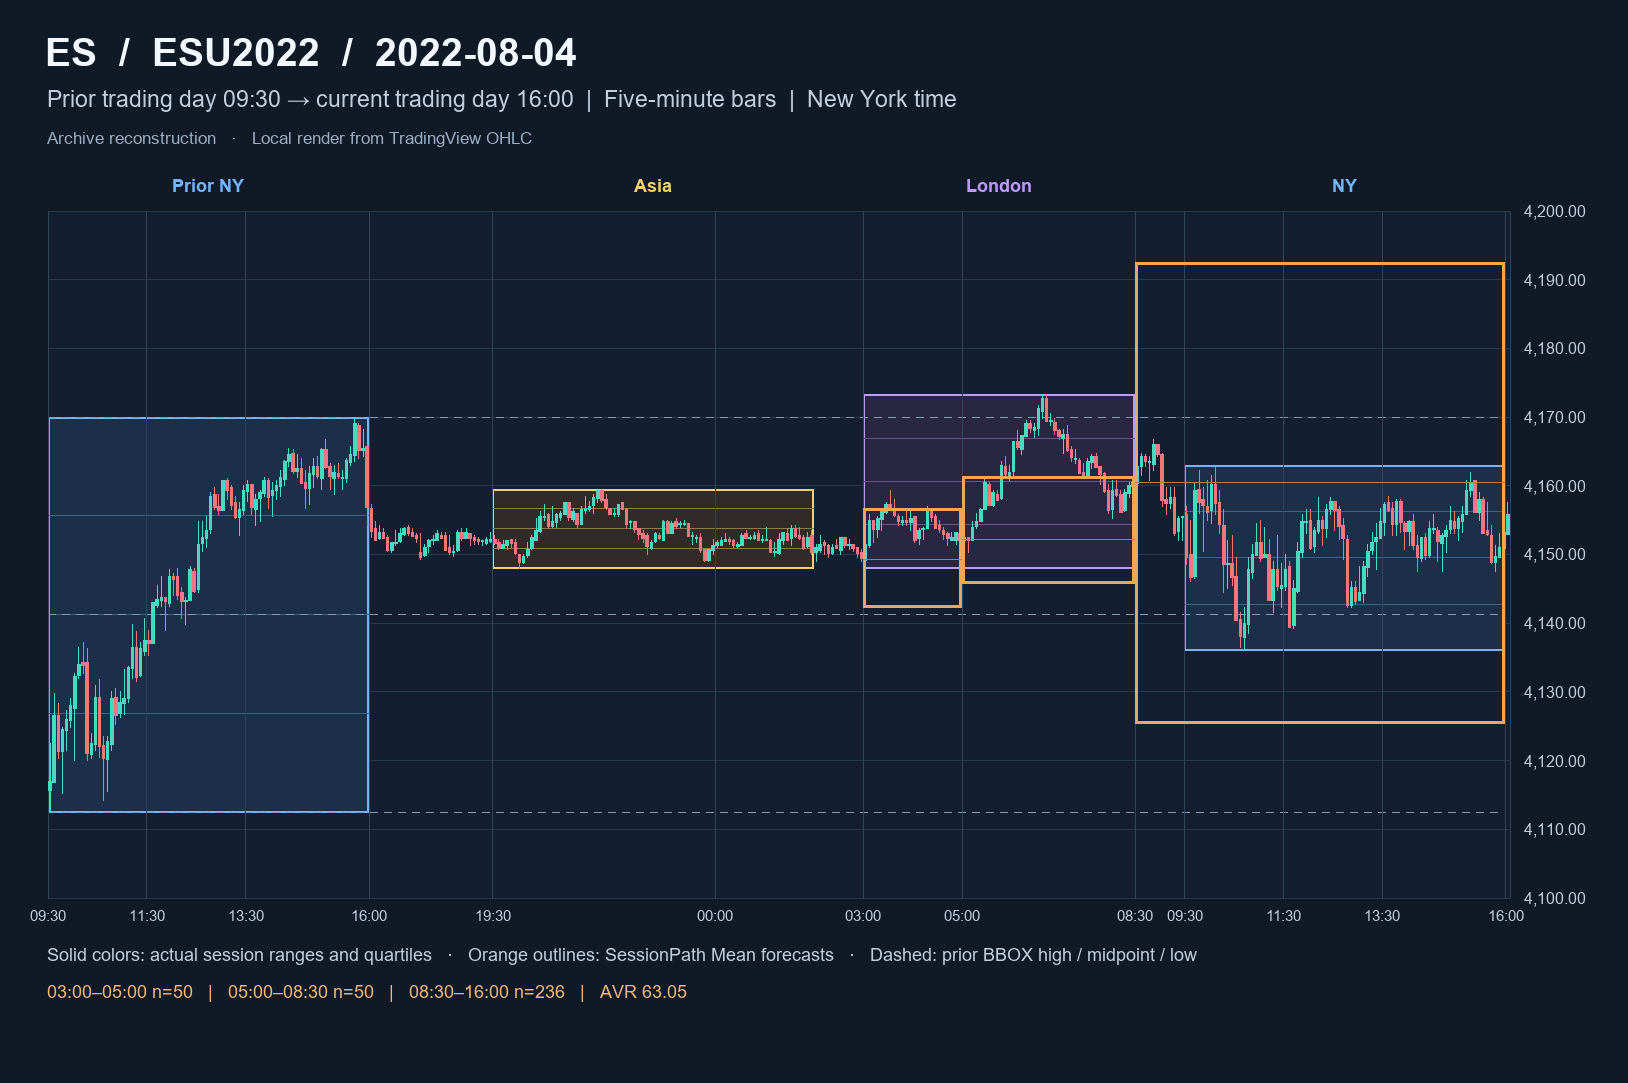 ES / ESU2022 / 2022-08-04
Prior trading day 09:30 → current trading day 16:00 | Five-minute bars | New York time
Archive reconstruction · Local render from TradingView OHLC
Prior NY Asia London NY
4,200.00
4,190.00
4,180.00
4,170.00
4,160.00
4,150.00
4,140.00
4,130.00
4,120.00
4,110.00
4,100.00
09:30 11:30 13:30 16:00 19:30 00:00 03:00 05:00 08:30 09:30 11:30 13:30 16:00
Solid colors: actual session ranges and quartiles · Orange outlines: SessionPath Mean forecasts · Dashed: prior BBOX high / midpoint / low
03:00–05:00 n=50 | 05:00–08:30 n=50 | 08:30–16:00 n=236 | AVR 63.05